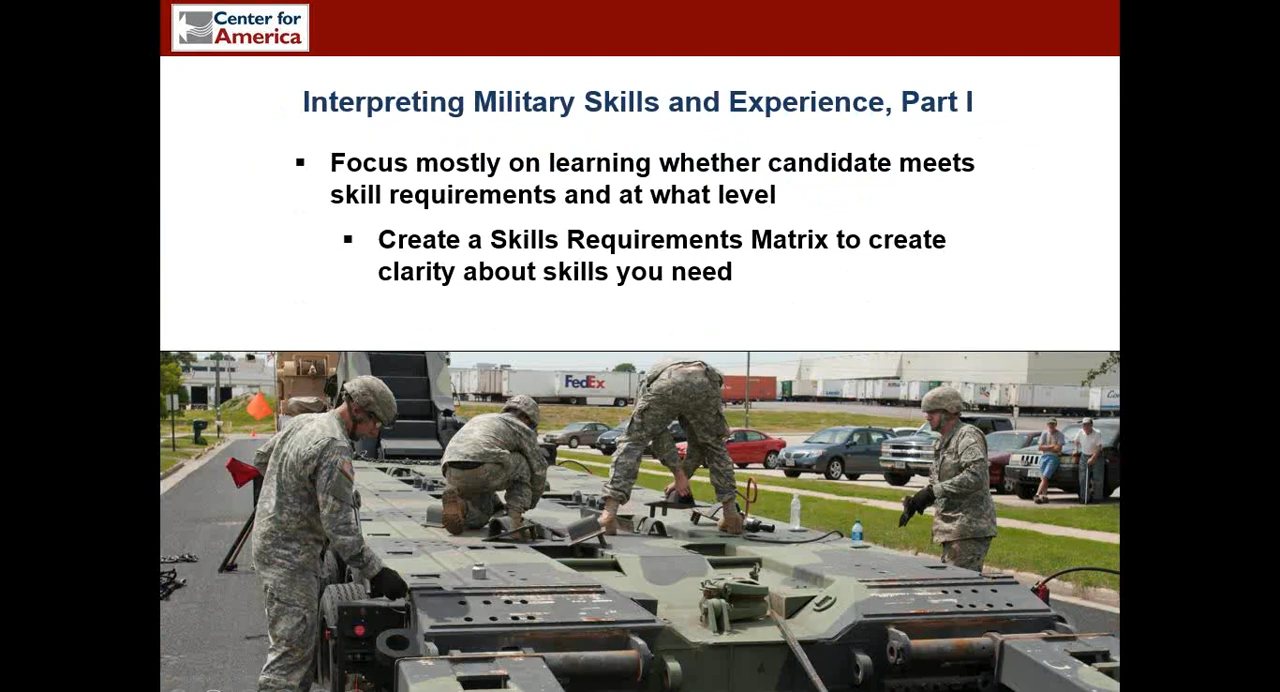 Center for
America
Interpreting Military Skills and Experience, Part I
▪ Focus mostly on learning whether candidate meets
skill requirements and at what level
▪ Create a Skills Requirements Matrix to create
clarity about skills you need
FedEx